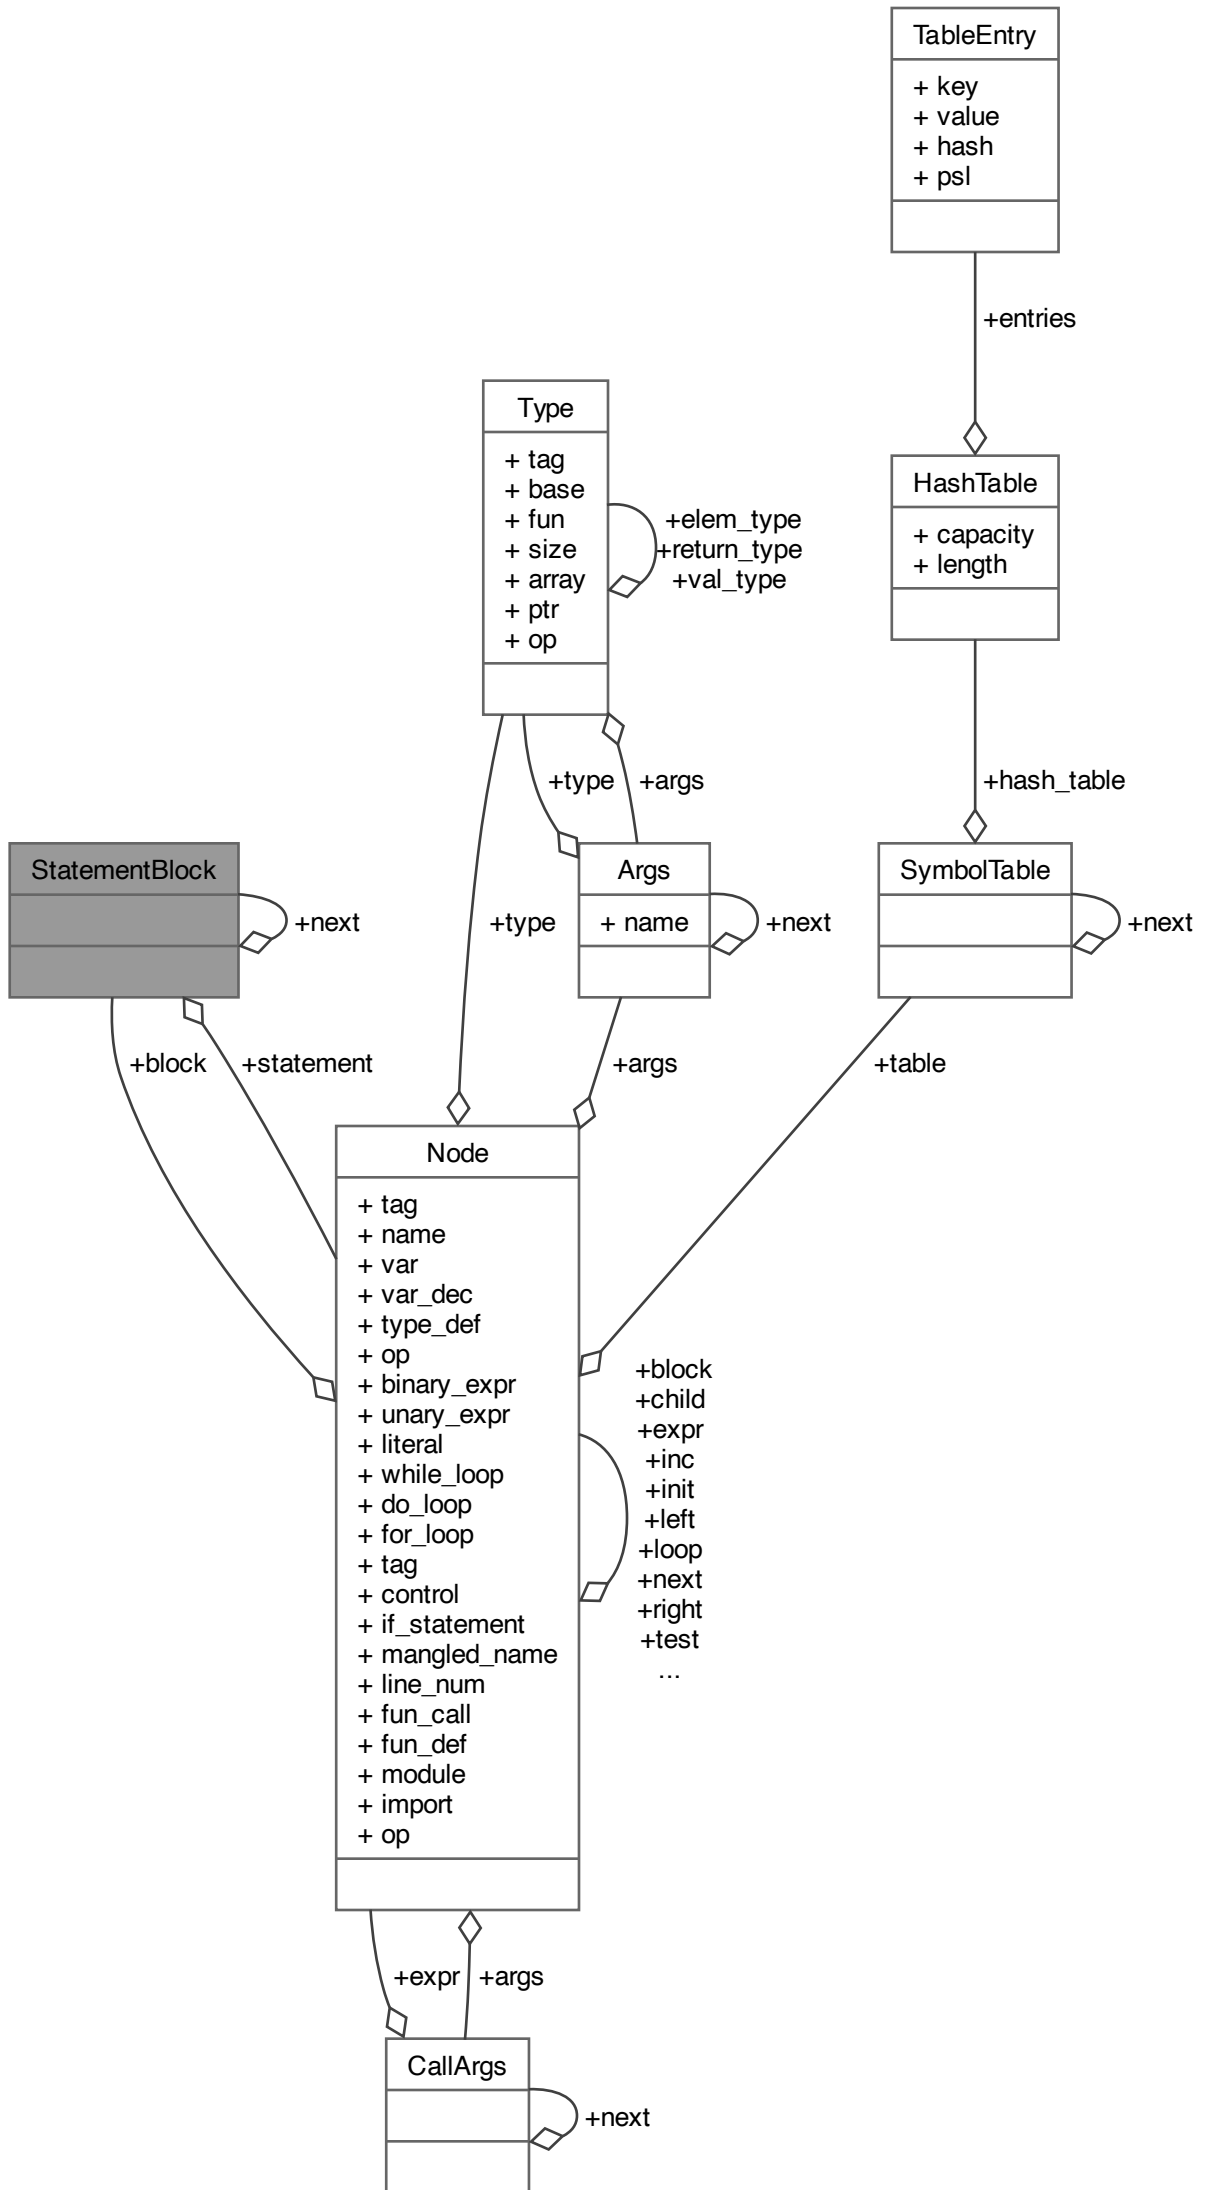 TableEntry
+ key
+ value
+ hash
+ psl
+entries
Type
+ tag
+ base
+ fun
+ size
+ array
+ ptr
+ op
+elem_type
+return_type
+val_type
HashTable
+ capacity
+ length
+type
+args
+hash_table
StatementBlock
+next
+type
Args
+ name
+next
SymbolTable
+next
+block
+statement
+args
+table
Node
+ tag
+ name
+ var
+ var_dec
+ type_def
+ op
+ binary_expr
+ unary_expr
+ literal
+ while_loop
+ do_loop
+ for_loop
+ tag
+ control
+ if_statement
+ mangled_name
+ line_num
+ fun_call
+ fun_def
+ module
+ import
+ op
+block
+child
+expr
+inc
+init
+left
+loop
+next
+right
+test
...
+expr
+args
CallArgs
+next